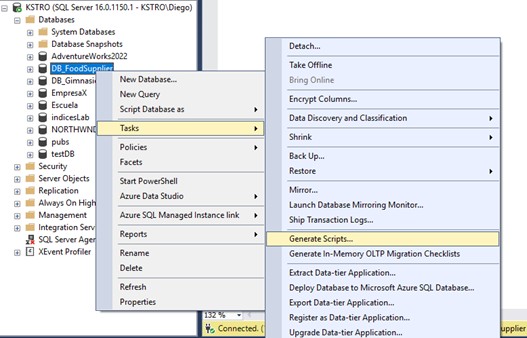 KSTRO (SQL Server 16.0.1150.1 - KSTRO\Diego)
Databases
System Databases
Database Snapshots
AdventureWorks2022
DB_FoodSupplier
DB_Gimnasi
EmpresaX
Escuela
indicesLab
NORTHWND
pubs
testDB
Security
Server Objects
Replication
Always On High
Management
Integration Serv
SQL Server Agen
XEvent Profiler
New Database...
New Query
Script Database as
Tasks
Policies
Facets
Start PowerShell
Azure Data Studio
Azure SQL Managed Instance link
Reports
Rename
Delete
Refresh
Properties
Detach...
Take Offline
Bring Online
Encrypt Columns...
Data Discovery and Classification
Shrink
Back Up...
Restore
Mirror...
Launch Database Mirroring Monitor...
Ship Transaction Logs...
Generate Scripts...
Generate In-Memory OLTP Migration Checklists
Extract Data-tier Application...
Deploy Database to Microsoft Azure SQL Database...
Export Data-tier Application...
Register as Data-tier Application...
Upgrade Data-tier Application...
132 %
Connected. (
upplier